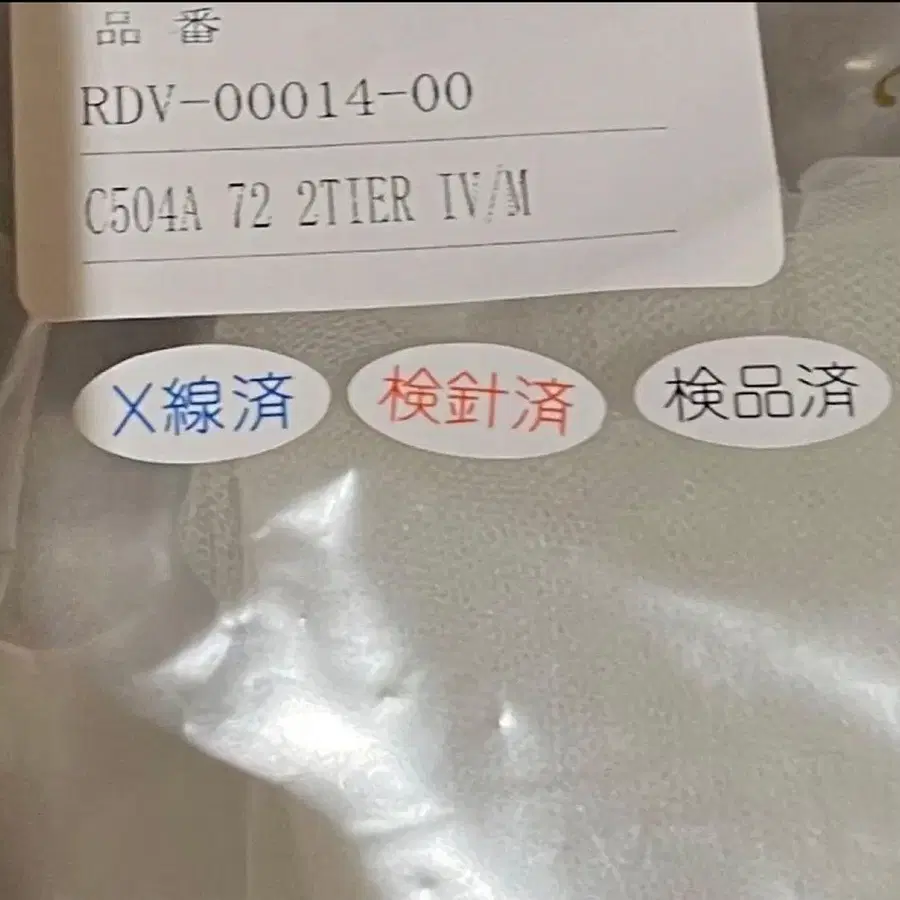 品 番
RDV-00014-00
C504A 72 2TIER IV/M
X線済 検針済 検品済